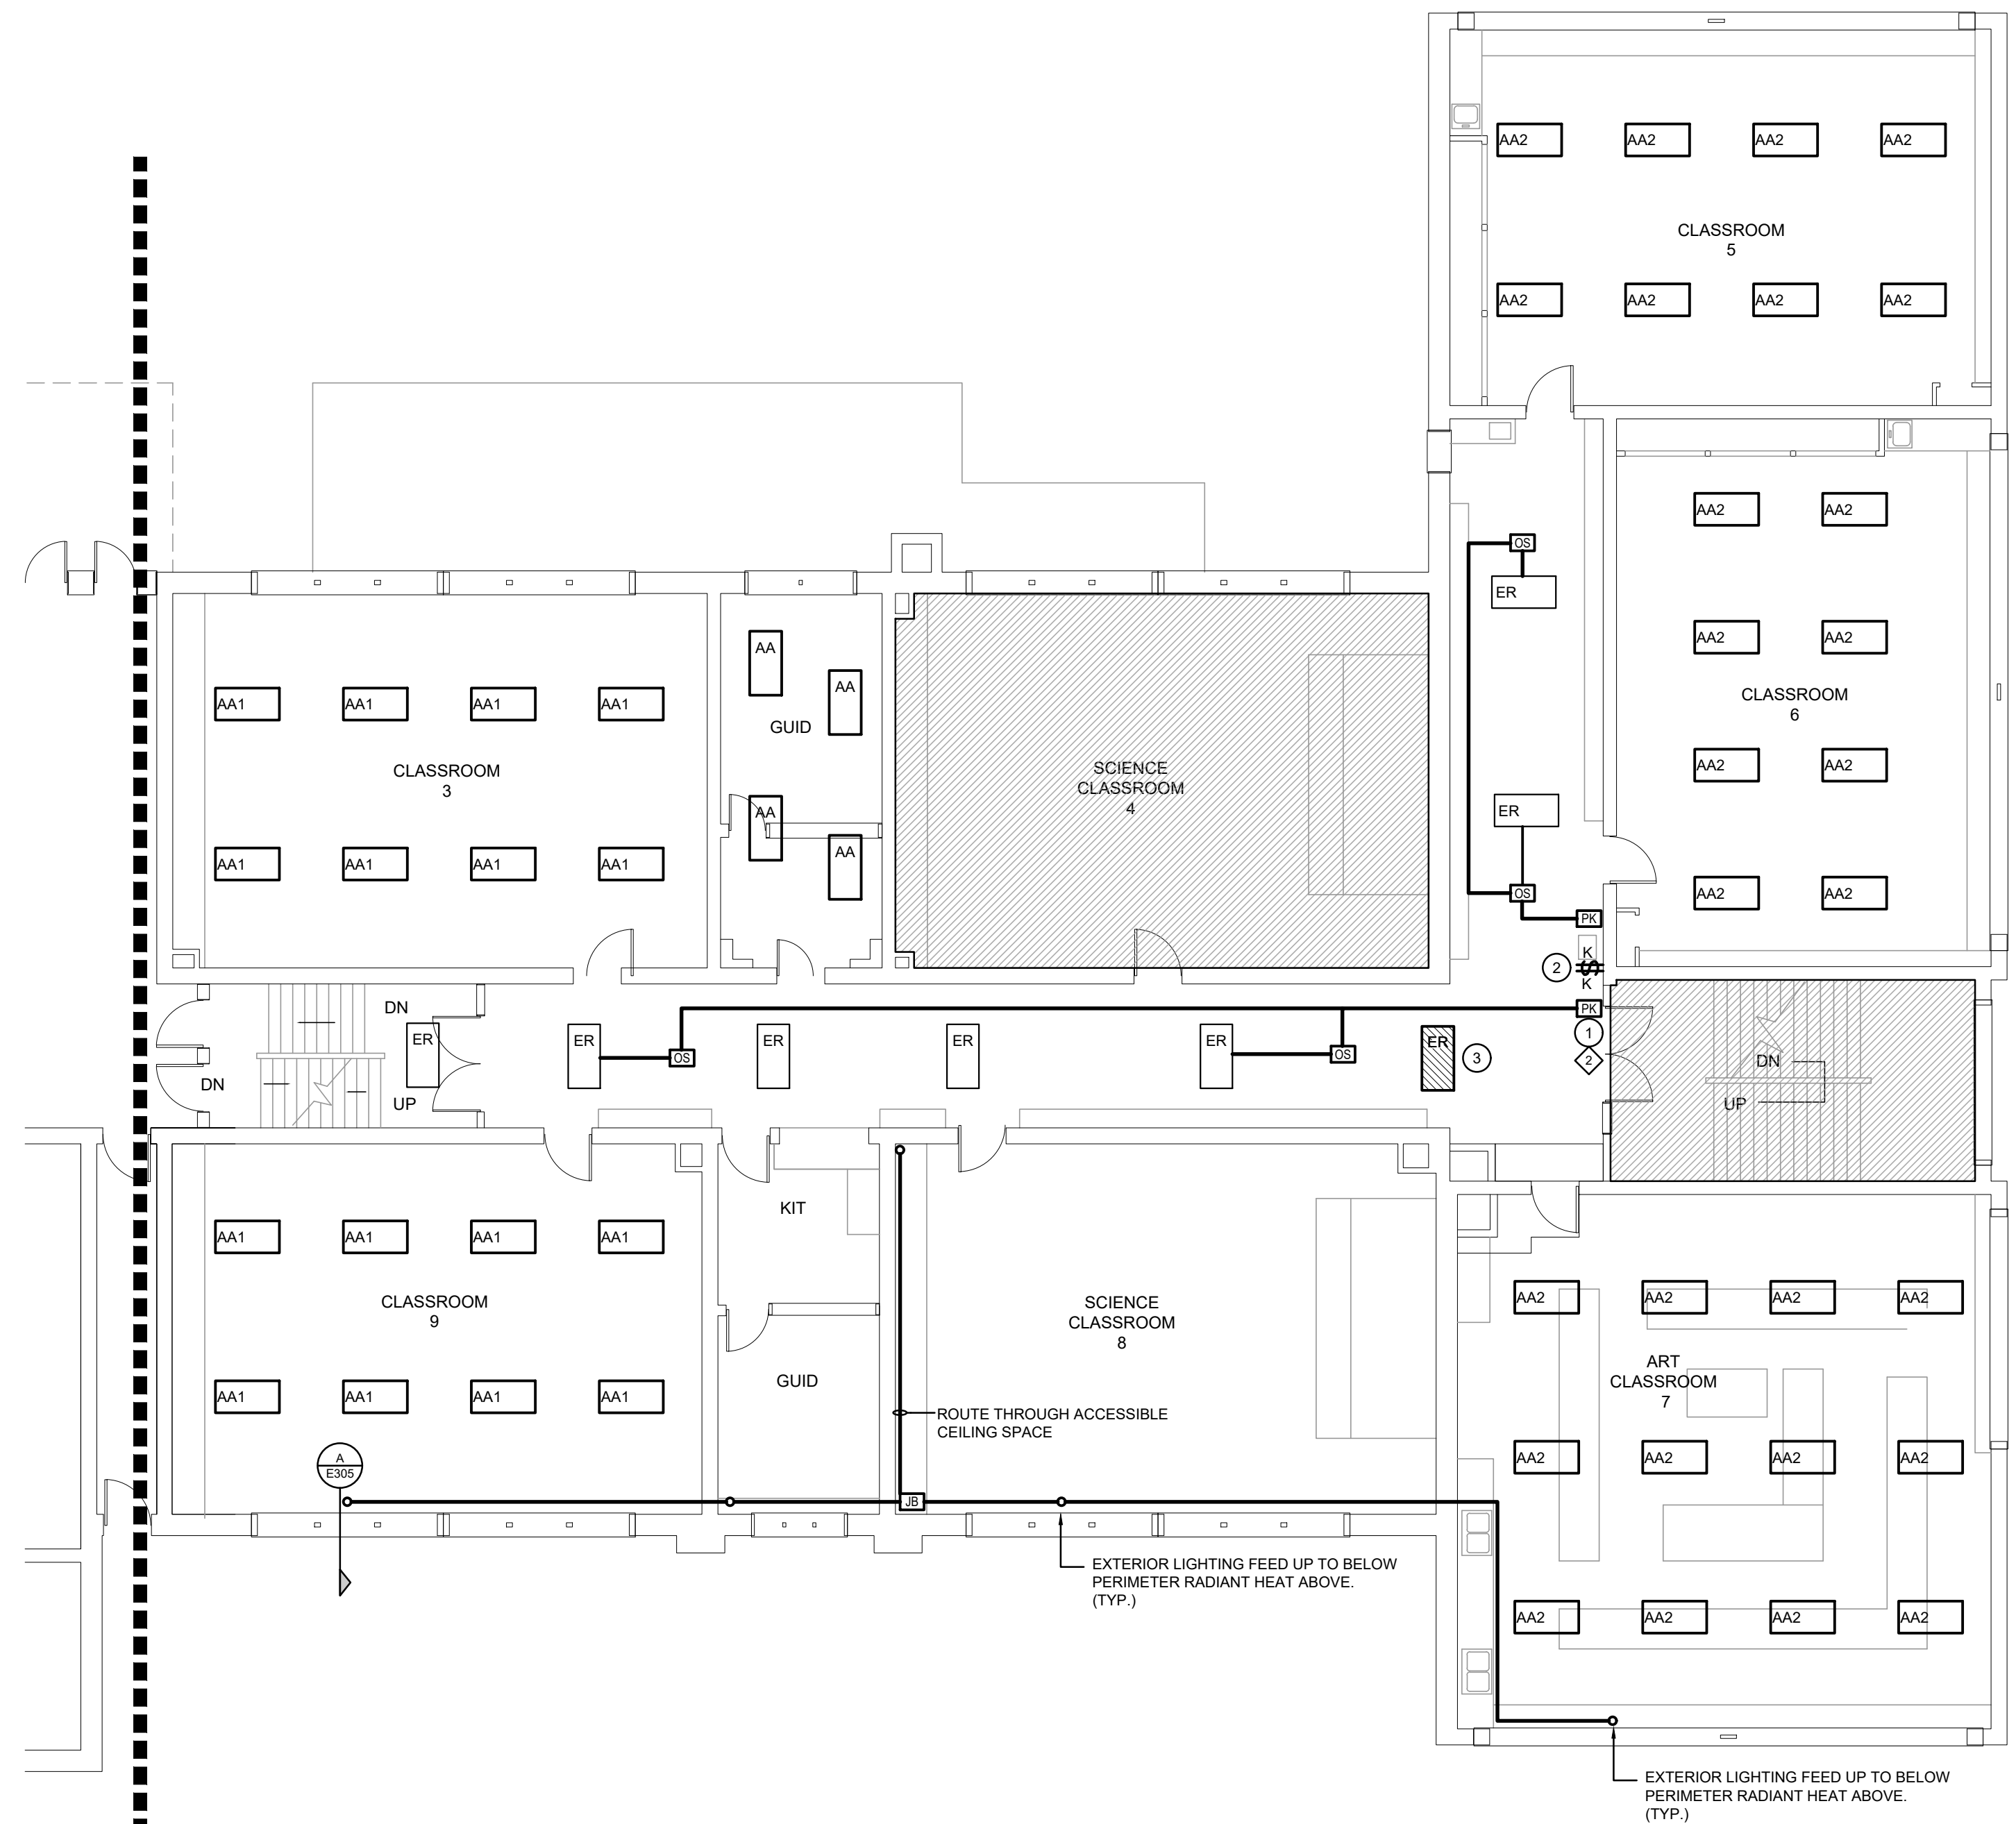 AA2 AA2 AA2 AA2
CLASSROOM
5
AA2 AA2 AA2 AA2
AA2 AA2
OS
ER
AA2 AA2
AA
AA
GUID
CLASSROOM
6
AA1 AA1 AA1 AA1
CLASSROOM
3
SCIENCE
CLASSROOM
4
AA2 AA2
ER
AA
AA
AA1 AA1 AA1 AA1
OS
AA2 AA2
PK
K
2
$
K
DN
PK
1
ER
ER
ER
ER
ER
ER
OS
OS
3
2
DN
DN
UP
UP
KIT
AA1 AA1 AA1 AA1
CLASSROOM
9
SCIENCE
CLASSROOM
8
AA2 AA2 AA2 AA2
ART
CLASSROOM
7
GUID
AA1 AA1 AA1 AA1
ROUTE THROUGH ACCESSIBLE
CEILING SPACE
A
E305
AA2 AA2 AA2 AA2
JB
EXTERIOR LIGHTING FEED UP TO BELOW
PERIMETER RADIANT HEAT ABOVE.
(TYP.)
AA2 AA2 AA2 AA2
EXTERIOR LIGHTING FEED UP TO BELOW
PERIMETER RADIANT HEAT ABOVE.
(TYP.)